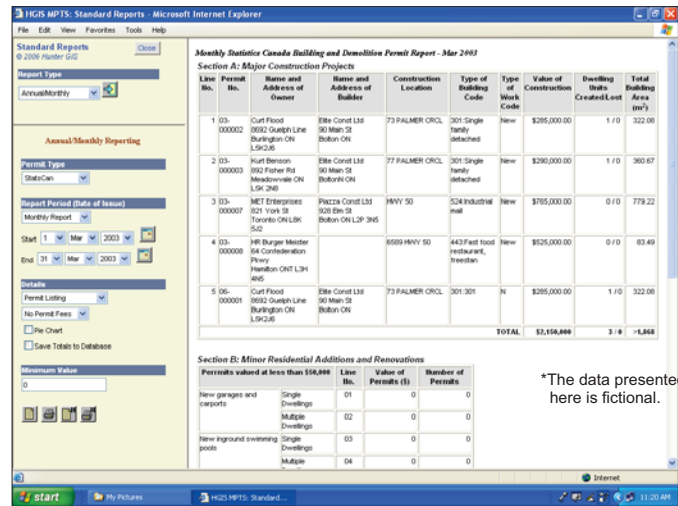 HGIS MPTS: Standard Reports - Microsoft Internet Explorer
File Edit View Favorites Tools Help
Standard Reports
© 2006 Hunter GIS
Close
Report Type
Annual/Monthly
Annual/Monthly Reporting
Permit Type
StatsCan
Report Period (Date of Issue)
Monthly Report
Start 1 Mar 2003
End 31 Mar 2003
Details
Permit Listing
No Permit Fees
Pie Chart
Save Totals to Database
Minimum Value
0
Monthly Statistics Canada Building and Demolition Permit Report - Mar 2003
Section A: Major Construction Projects
Line No. Permit No. Name and Address of Owner Name and Address of Builder Construction Location Type of Building Code Type of Work Code Value of Construction Dwelling Units Created/Lost Total Building Area (m²)
1 03-000002 Curt Flood 8692 Guelph Line Burlington ON L5K2J6 Elite Const Ltd 90 Main St Bolton ON 73 PALMER CRCL 301:Single family detached New $285,000.00 1 / 0 322.08
2 03-000003 Kurt Benson 892 Fisher Rd Meadowvale ON L5K 2N8 Elite Const Ltd 90 Main St BoltonN ON 77 PALMER CRCL 301:Single family detached New $290,000.00 1 / 0 360.67
3 03-000007 MET Enterprises 821 York St Toronto ON L8K 5J2 Piazza Const Ltd 928 Elm St Bolton ON L2P 3N5 HWY 50 524:Industrial mall New $765,000.00 0 / 0 779.22
4 03-000008 HR Burger Meister 64 Confederation Pkwy Hamilton ONT L3H 4N5 6589 HWY 50 443:Fast food restaurant, freestan New $525,000.00 0 / 0 83.49
5 06-000001 Curt Flood 8692 Guelph Line Burlington ON L5K2J6 Elite Const Ltd 90 Main St Bolton ON 73 PALMER CRCL 301:301 N $285,000.00 1 / 0 322.08
TOTAL $2,150,000 3 / 0 >1,868
Section B: Minor Residential Additions and Renovations
Permits valued at less than $50,000 Line No. Value of Permits ($) Number of Permits
New garages and carports Single Dwellings 01 0 0
Multiple Dwellings 02 0 0
New inground swimming pools Single Dwellings 03 0 0
Multiple 04 0 0
*The data presented
here is fictional.
Internet
start
My Pictures
HGIS MPTS: Standard...
11:20 AM